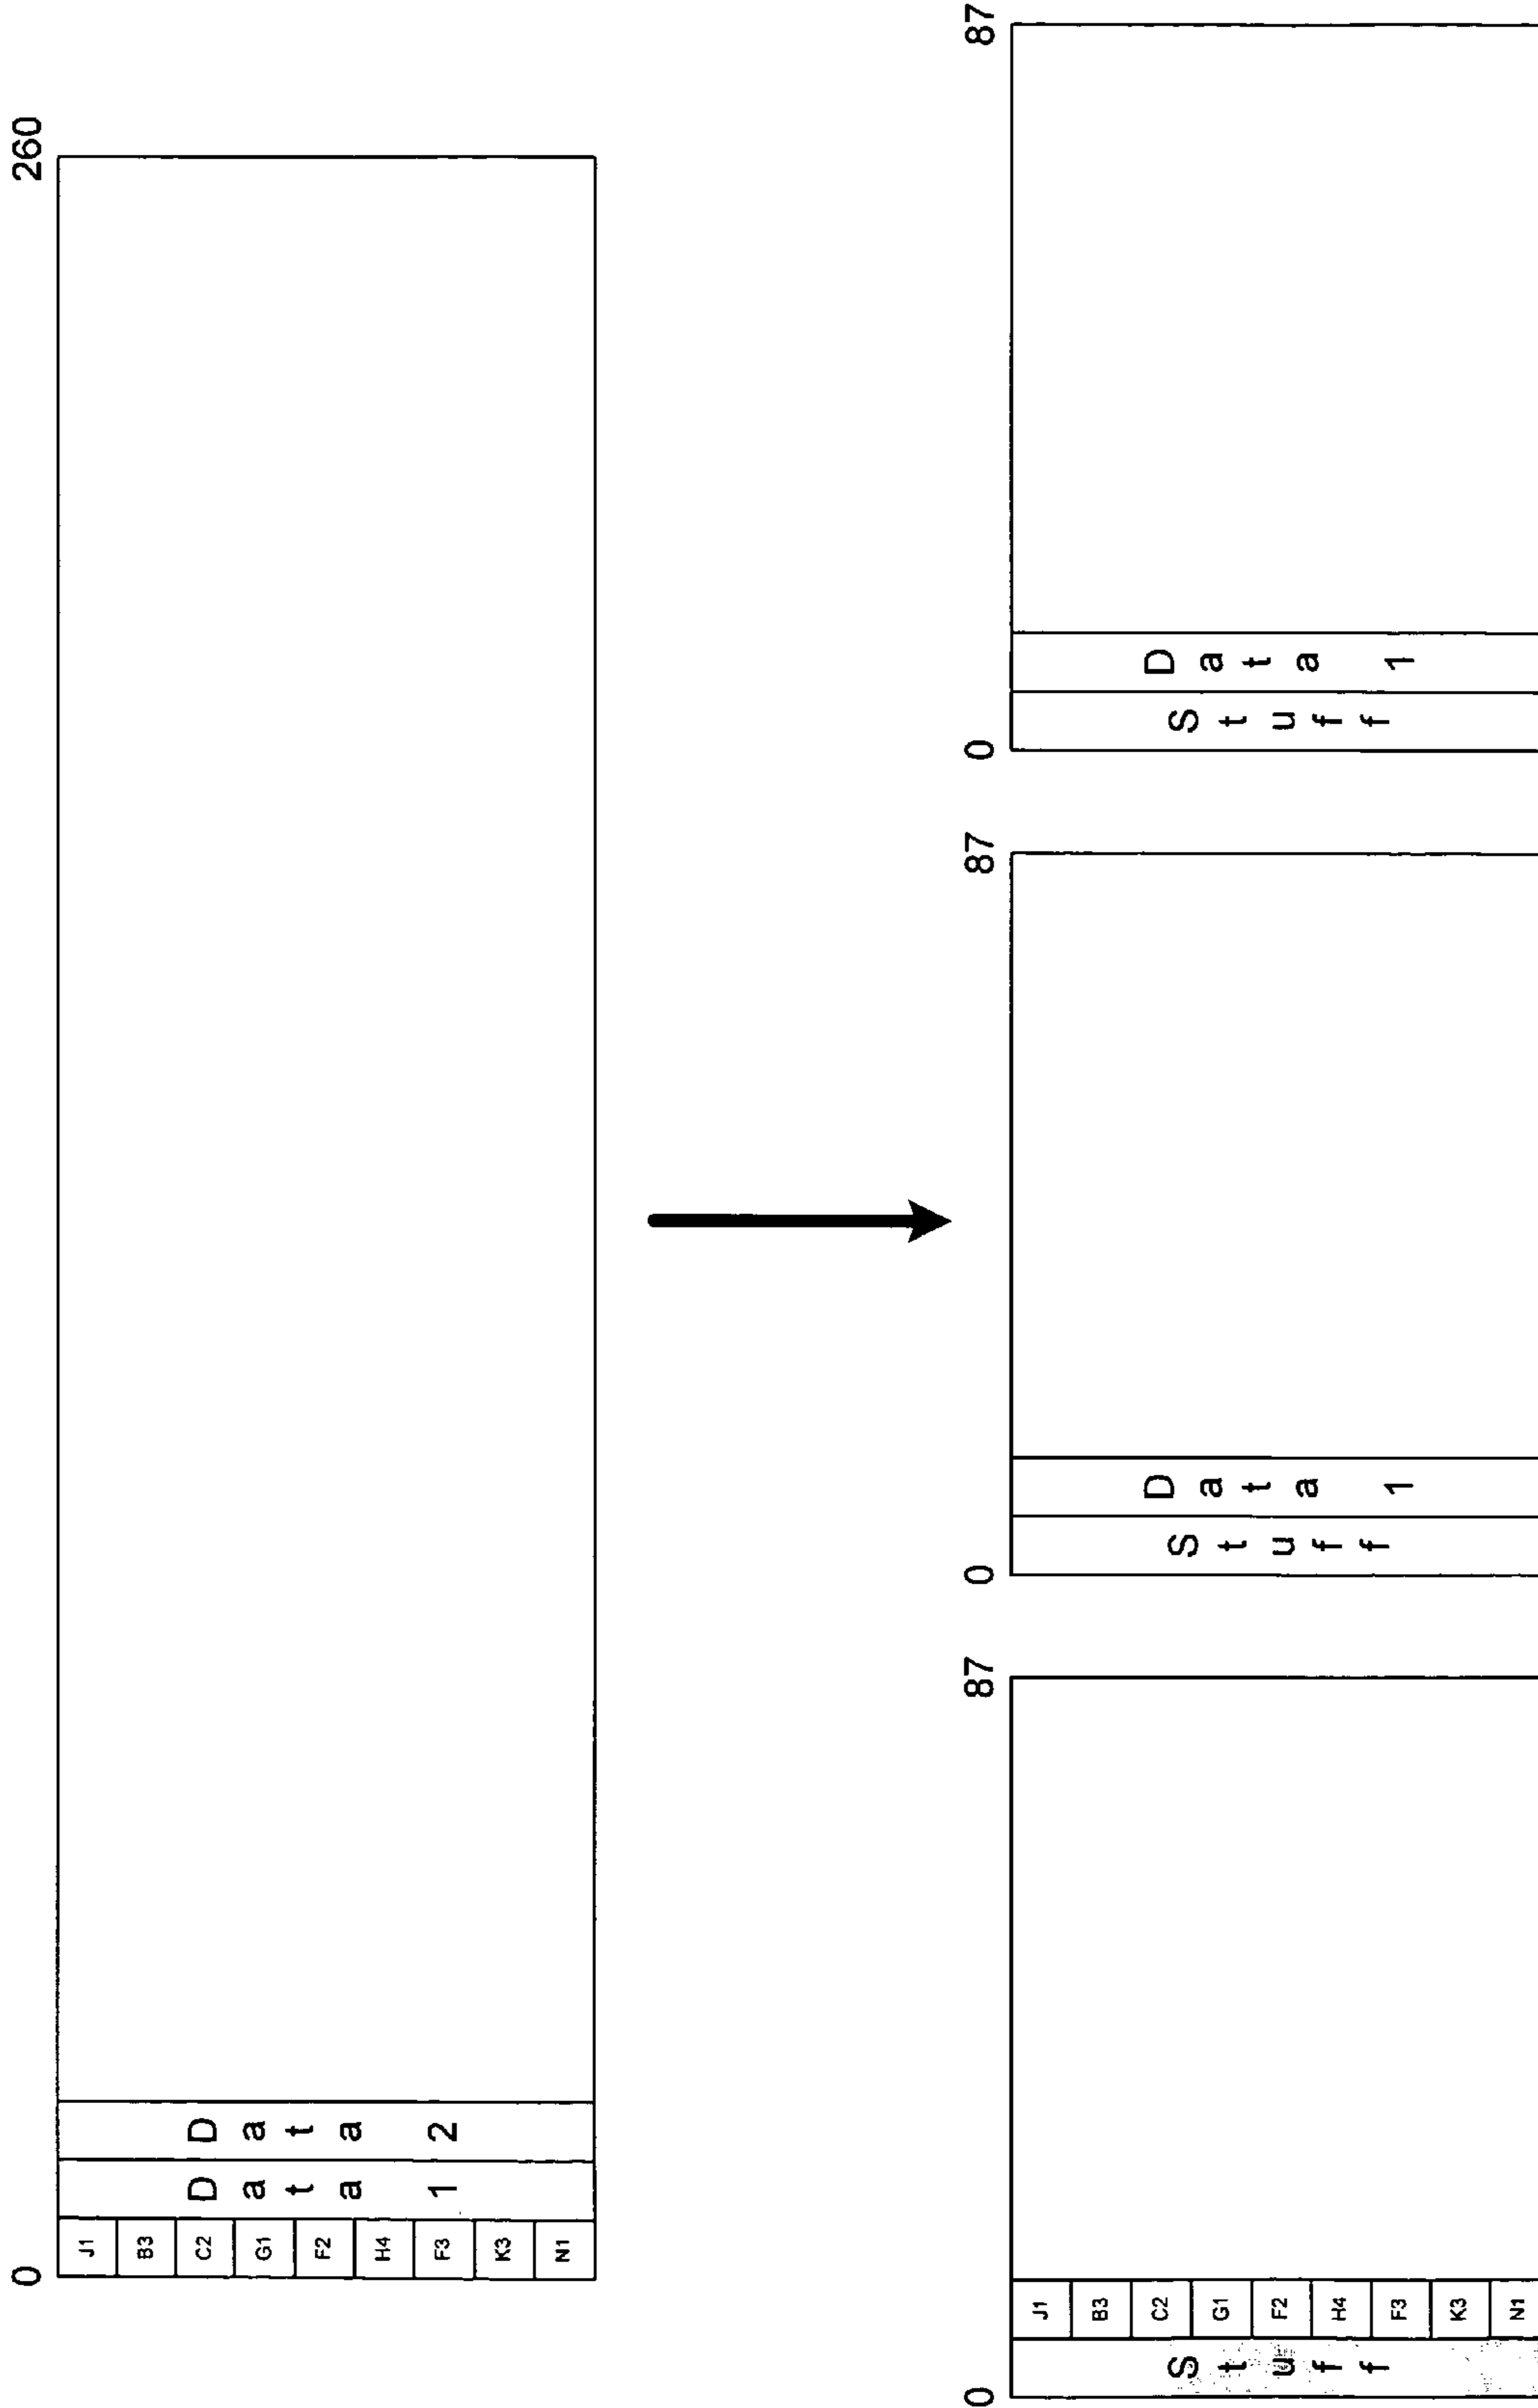 0 260
J1
B3
C2
G1
F2
H4
F3
K3
N1
Data 1
Data 2
0 87 0 87 0 87
Stuff
J1
B3
C2
G1
F2
H4
F3
K3
N1
Stuff
Data 1
Stuff
Data 1